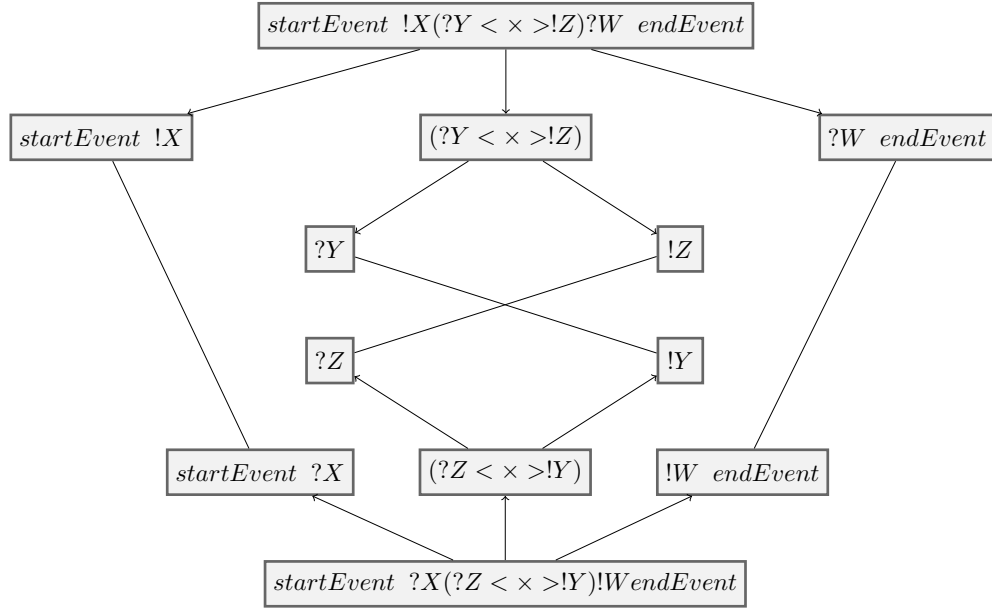 startEvent !X(?Y < × >!Z)?W endEvent
startEvent !X
(?Y < × >!Z)
?W endEvent
?Y
!Z
?Z
!Y
startEvent ?X
(?Z < × >!Y)
!W endEvent
startEvent ?X(?Z < × >!Y)!WendEvent